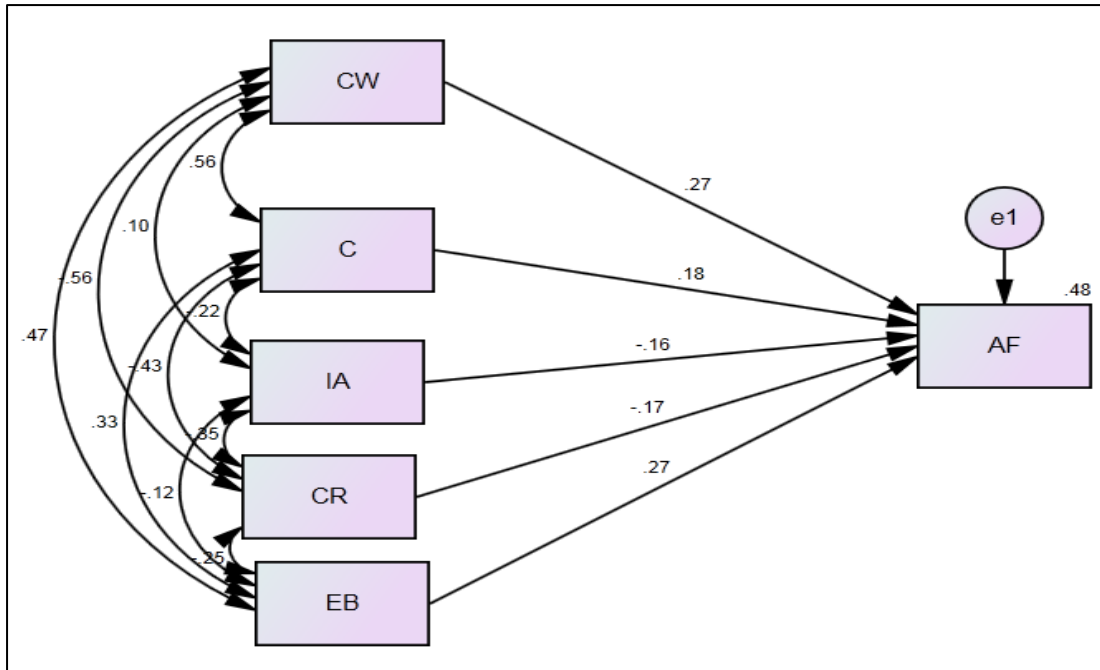 CW
.56
.27
.10
C
-.56
.18
e1
-.22
.48
.47
IA
-.16
AF
-.43
.33
-.35
-.17
CR
.27
-.12
-.25
EB